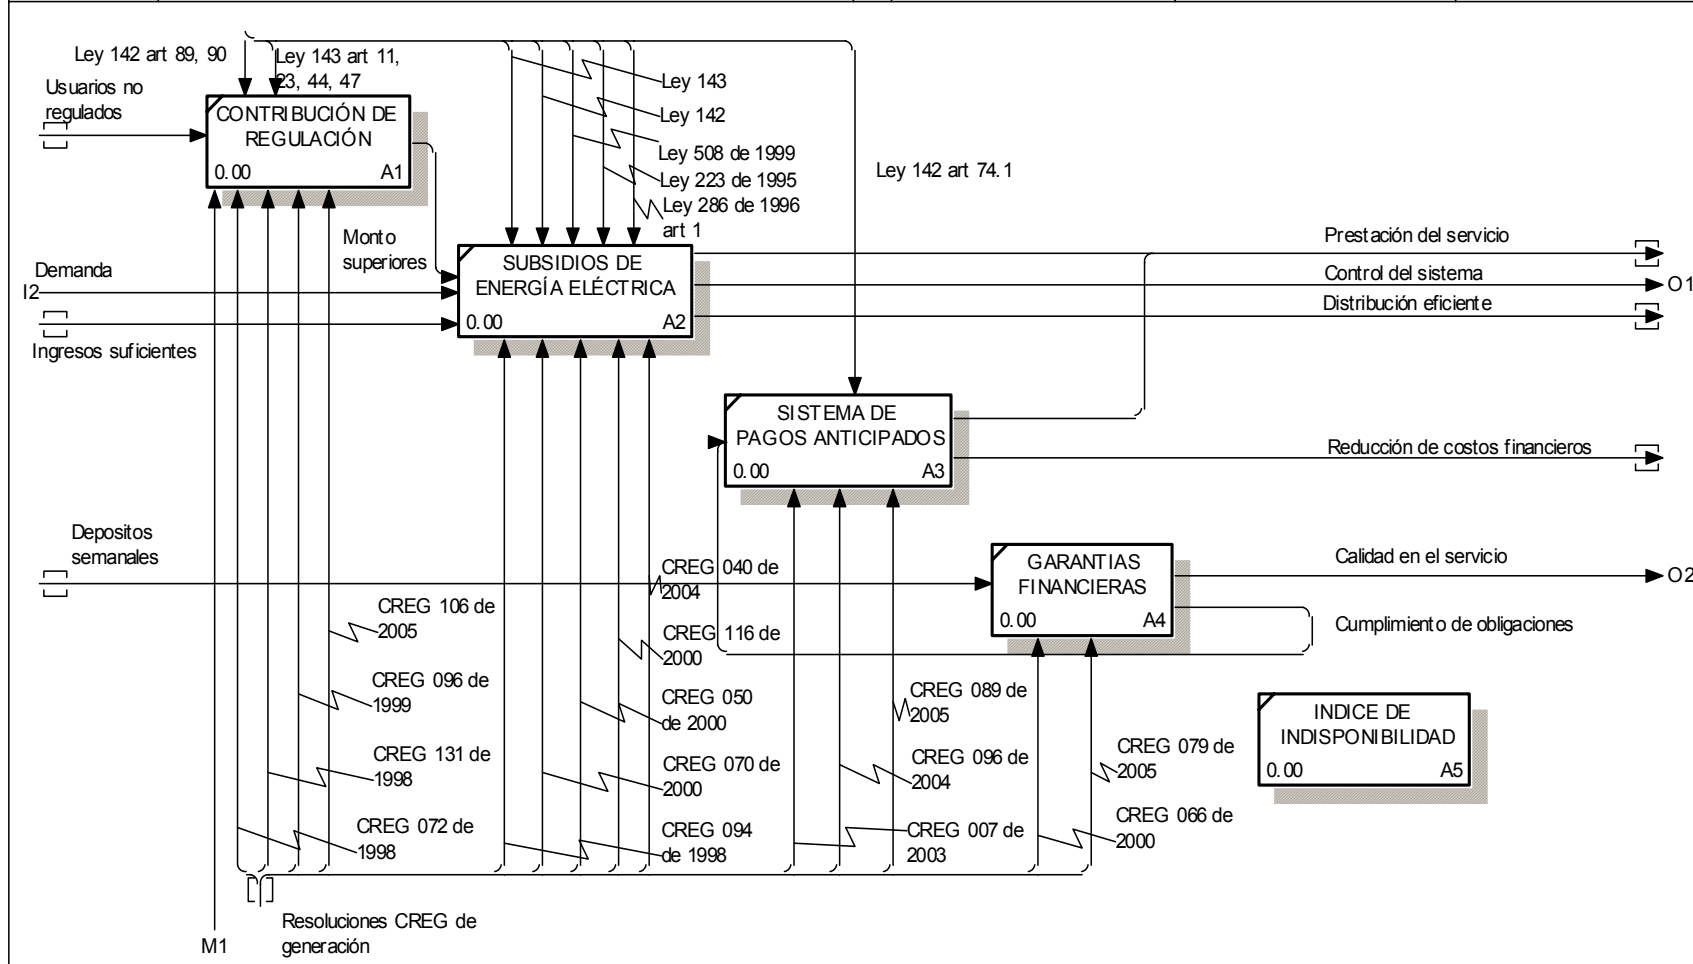 Ley 142 art 89, 90
Ley 143 art 11,
23, 44, 47
Usuarios no
regulados
CONTRIBUCIÓN DE
REGULACIÓN
0.00
A1
Ley 143
Ley 142
Ley 508 de 1999
Ley 223 de 1995
Ley 286 de 1996
art 1
Ley 142 art 74.1
Monto
superiores
Demanda
I2
Ingresos suficientes
SUBSIDIOS DE
ENERGÍA ELÉCTRICA
0.00
A2
Prestación del servicio
Control del sistema
O1
Distribución eficiente
SISTEMA DE
PAGOS ANTICIPADOS
0.00
A3
Reducción de costos financieros
Depositos
semanales
GARANTIAS
FINANCIERAS
0.00
A4
Calidad en el servicio
O2
Cumplimiento de obligaciones
CREG 040 de
2004
CREG 106 de
2005
CREG 116 de
2000
CREG 096 de
1999
CREG 050
de 2000
CREG 089 de
2005
INDICE DE
INDISPONIBILIDAD
0.00
A5
CREG 131 de
1998
CREG 070 de
2000
CREG 096 de
2004
CREG 079 de
2005
CREG 072 de
1998
CREG 094
de 1998
CREG 007 de
2003
CREG 066 de
2000
Resoluciones CREG de
generación
M1